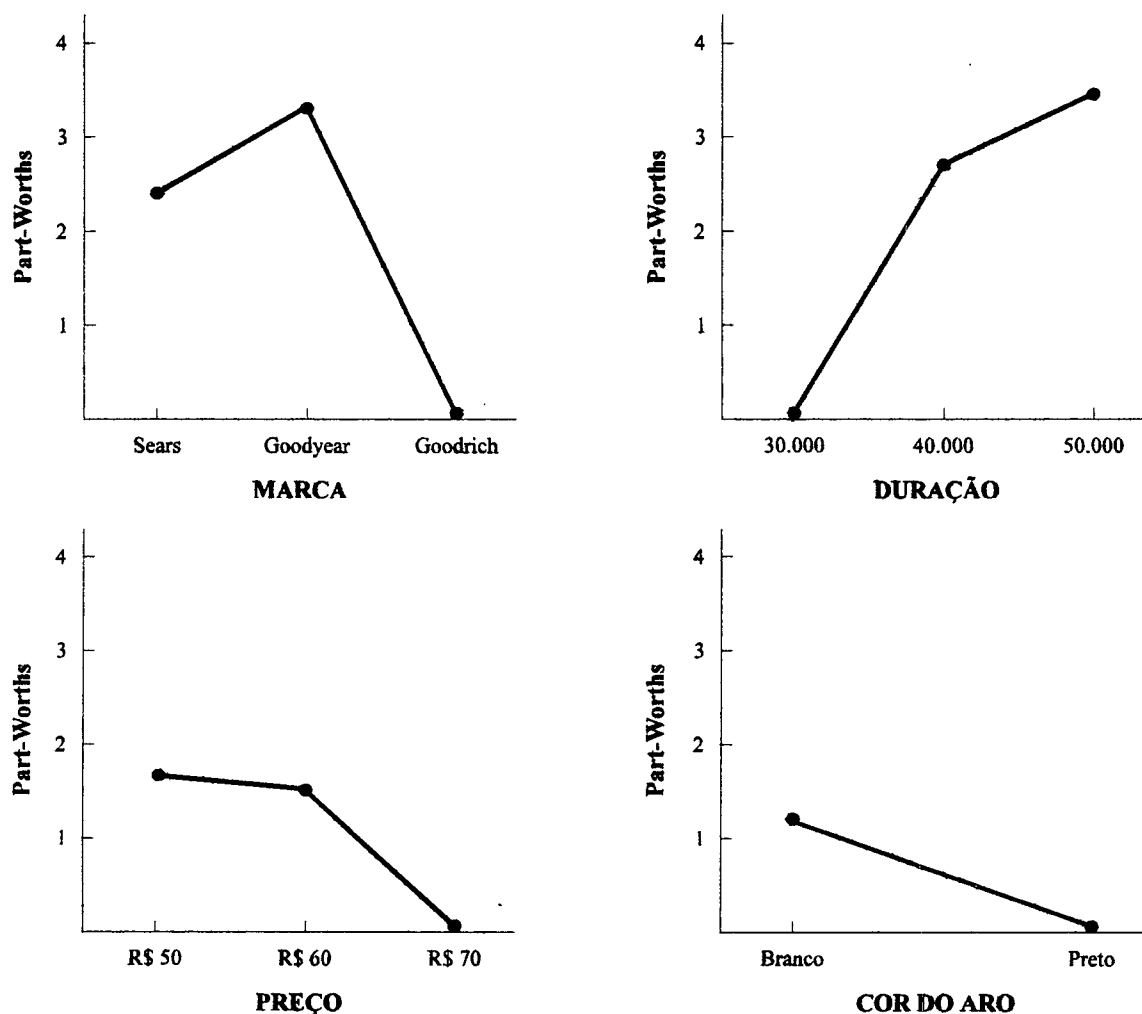 4
3
2
1
Part-Worths
Sears Goodyear Goodrich
MARCA
4
3
2
1
Part-Worths
30.000 40.000 50.000
DURAÇÃO
4
3
2
1
Part-Worths
R$ 50 R$ 60 R$ 70
PREÇO
4
3
2
1
Part-Worths
Branco Preto
COR DO ARO